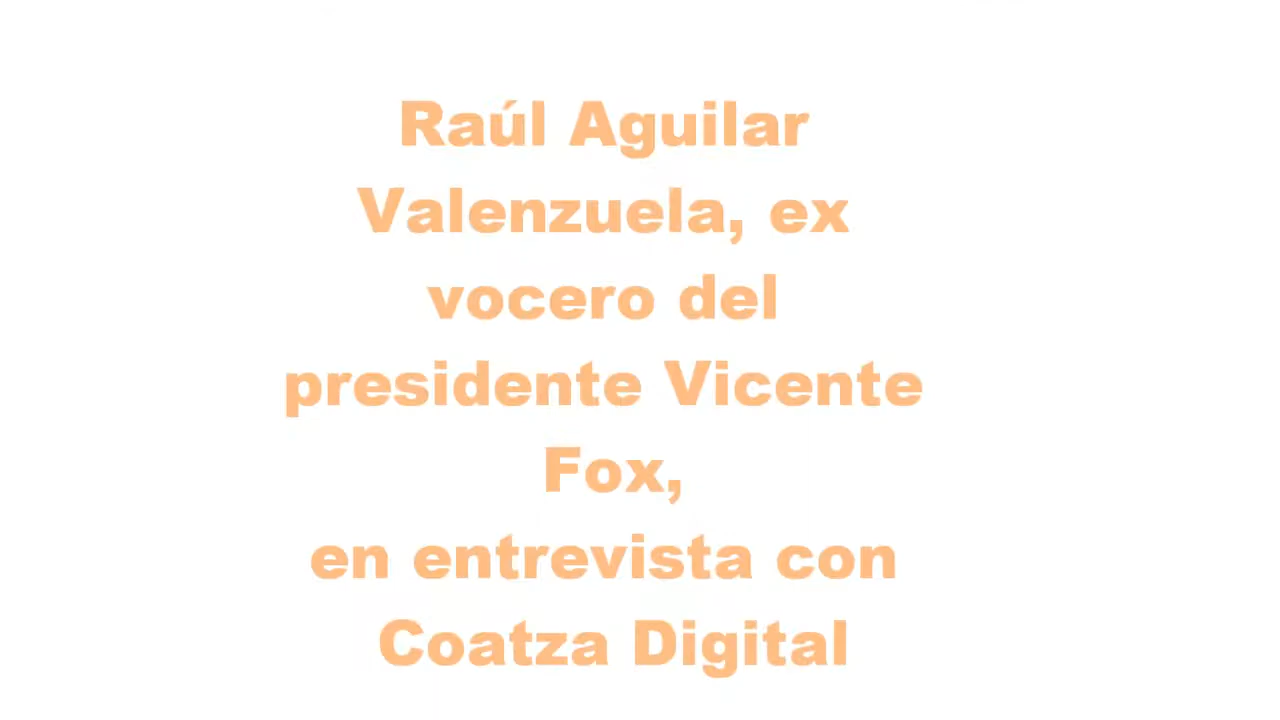 Raúl Aguilar
Valenzuela, ex
vocero del
presidente Vicente
Fox,
en entrevista con
Coatza Digital